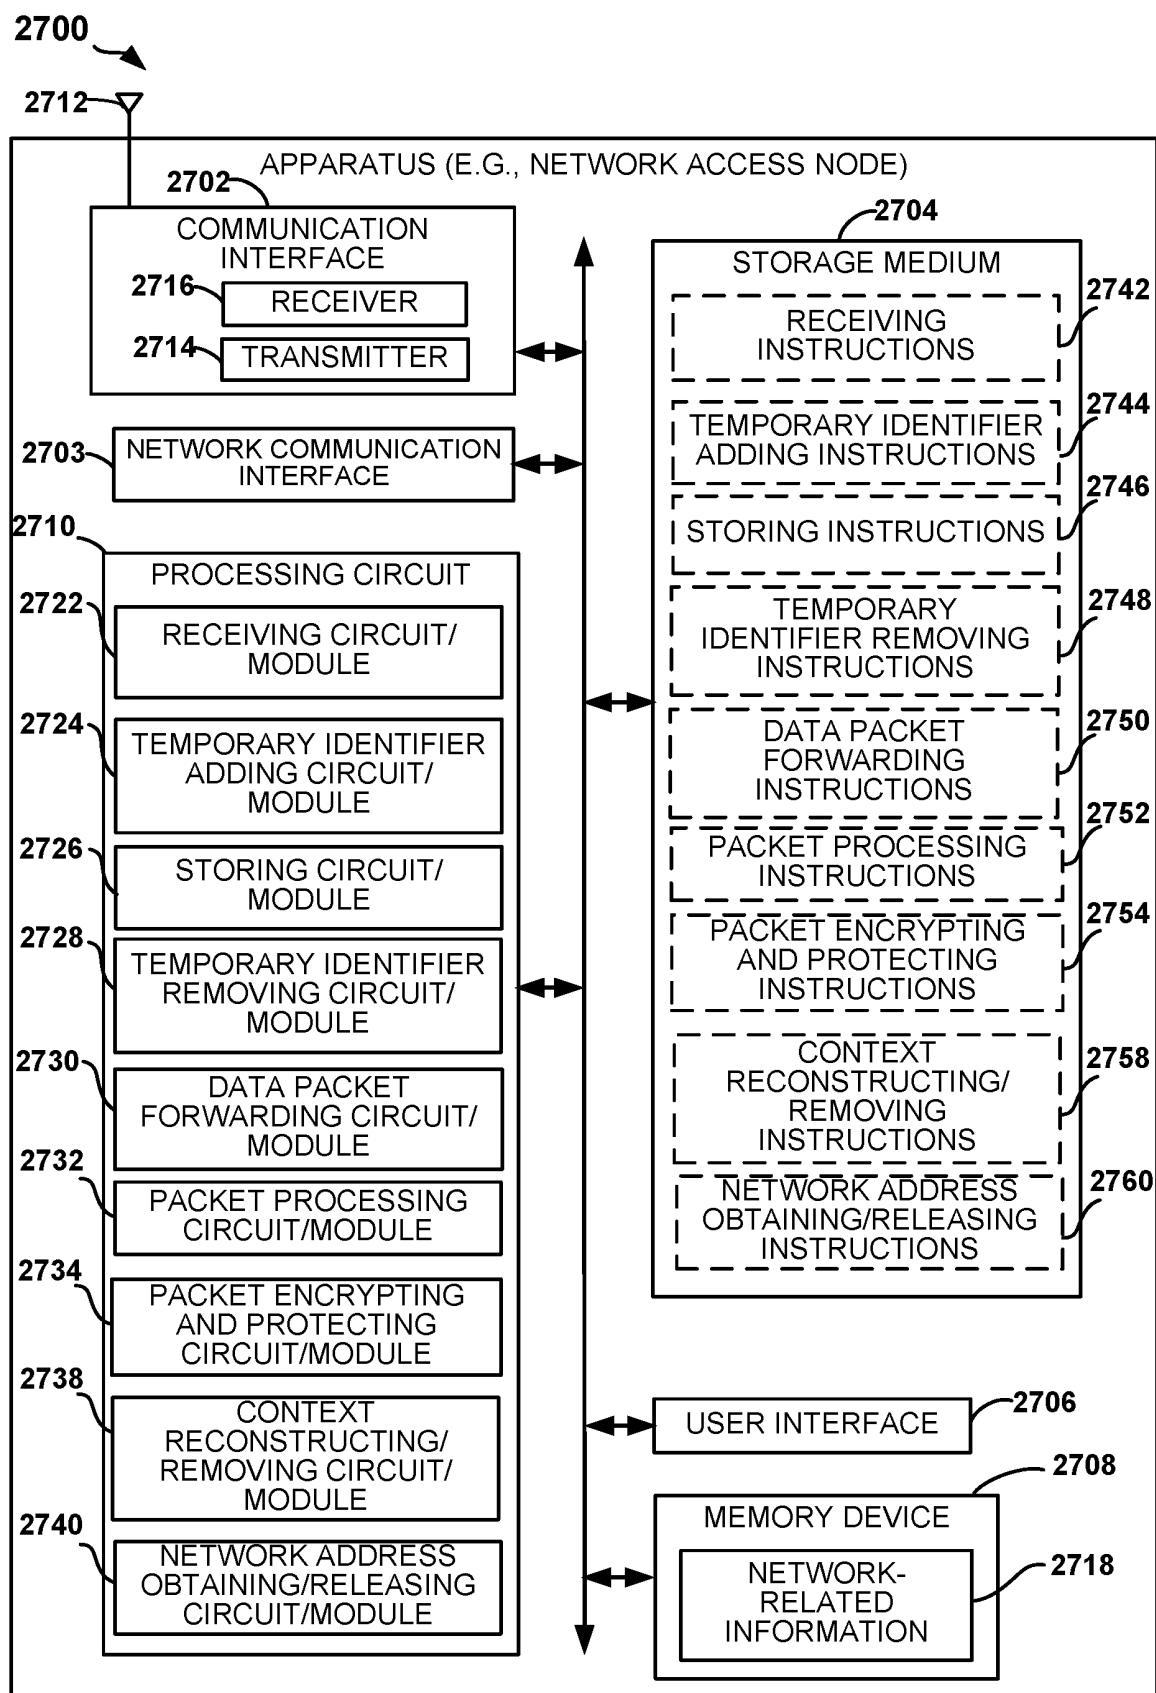 2700
2712
APPARATUS (E.G., NETWORK ACCESS NODE)
2702
COMMUNICATION
INTERFACE
2716
RECEIVER
2714
TRANSMITTER
2703
NETWORK COMMUNICATION
INTERFACE
2710
PROCESSING CIRCUIT
2722
RECEIVING CIRCUIT/
MODULE
2724
TEMPORARY IDENTIFIER
ADDING CIRCUIT/
MODULE
2726
STORING CIRCUIT/
MODULE
2728
TEMPORARY IDENTIFIER
REMOVING CIRCUIT/
MODULE
2730
DATA PACKET
FORWARDING CIRCUIT/
MODULE
2732
PACKET PROCESSING
CIRCUIT/MODULE
2734
PACKET ENCRYPTING
AND PROTECTING
CIRCUIT/MODULE
2738
CONTEXT
RECONSTRUCTING/
REMOVING CIRCUIT/
MODULE
2740
NETWORK ADDRESS
OBTAINING/RELEASING
CIRCUIT/MODULE
2704
STORAGE MEDIUM
2742
RECEIVING
INSTRUCTIONS
2744
TEMPORARY IDENTIFIER
ADDING INSTRUCTIONS
2746
STORING INSTRUCTIONS
2748
TEMPORARY
IDENTIFIER REMOVING
INSTRUCTIONS
2750
DATA PACKET
FORWARDING
INSTRUCTIONS
2752
PACKET PROCESSING
INSTRUCTIONS
2754
PACKET ENCRYPTING
AND PROTECTING
INSTRUCTIONS
2758
CONTEXT
RECONSTRUCTING/
REMOVING
INSTRUCTIONS
2760
NETWORK ADDRESS
OBTAINING/RELEASING
INSTRUCTIONS
2706
USER INTERFACE
2708
MEMORY DEVICE
2718
NETWORK-
RELATED
INFORMATION